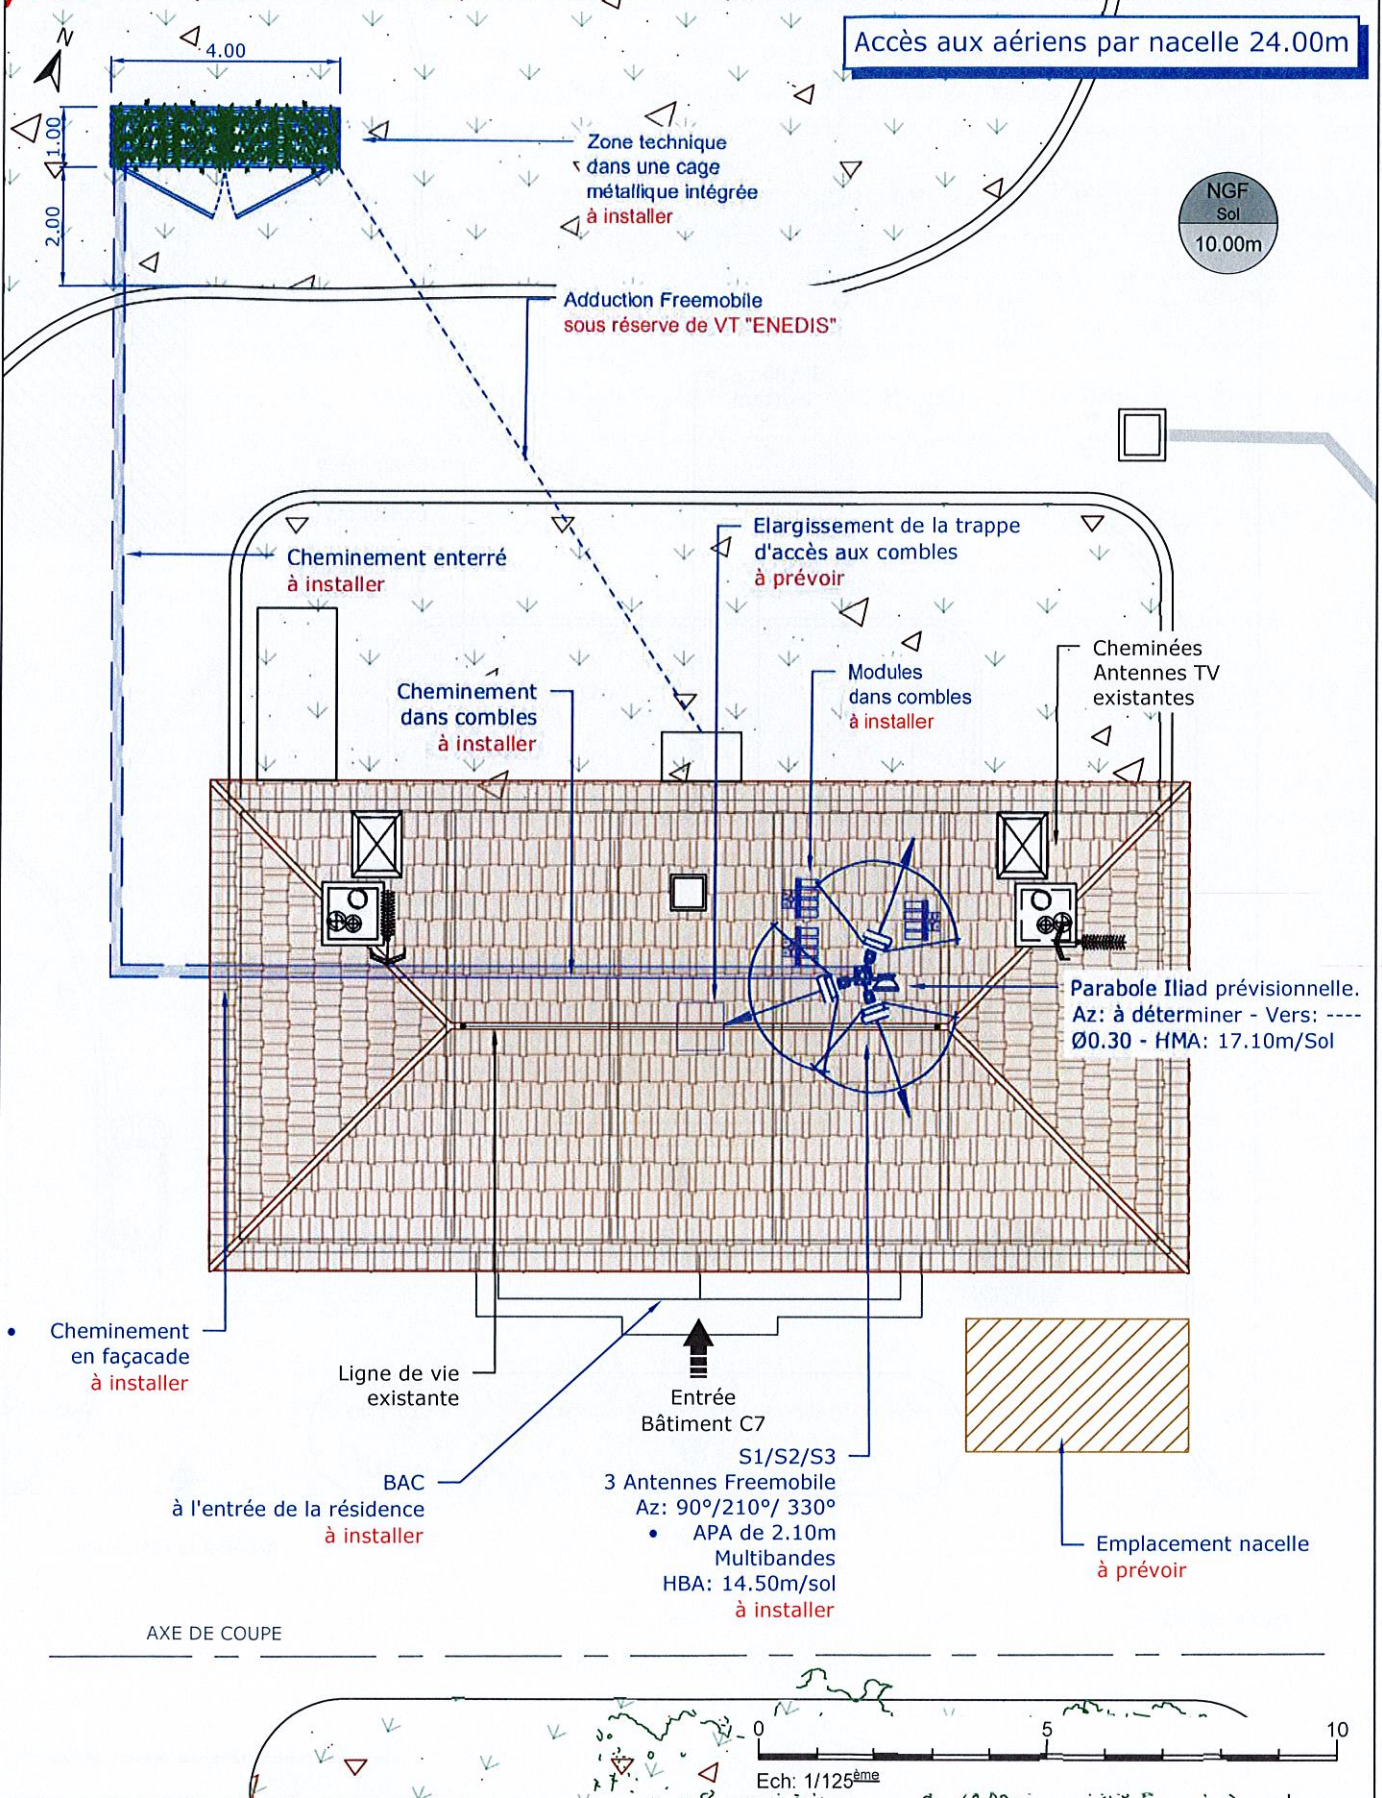 Accès aux aériens par nacelle 24.00m
N
4.00
1.00
2.00
Zone technique
dans une cage
métallique intégrée
à installer
NGF
Sol
10.00m
Adduction Freemobile
sous réserve de VT "ENEDIS"
Elargissement de la trappe
d'accès aux combles
à prévoir
Cheminement enterré
à installer
Cheminées
Antennes TV
existantes
Modules
dans combles
à installer
Cheminement
dans combles
à installer
Parabole Iliad prévisionnelle.
Az: à déterminer - Vers: ----
Ø0.30 - HMA: 17.10m/Sol
• Cheminement
en façacade
à installer
Ligne de vie
existante
Entrée
Bâtiment C7
BAC
à l'entrée de la résidence
à installer
S1/S2/S3
3 Antennes Freemobile
Az: 90°/210°/ 330°
• APA de 2.10m
Multibandes
HBA: 14.50m/sol
à installer
Emplacement nacelle
à prévoir
AXE DE COUPE
0 5 10
Ech: 1/125ème